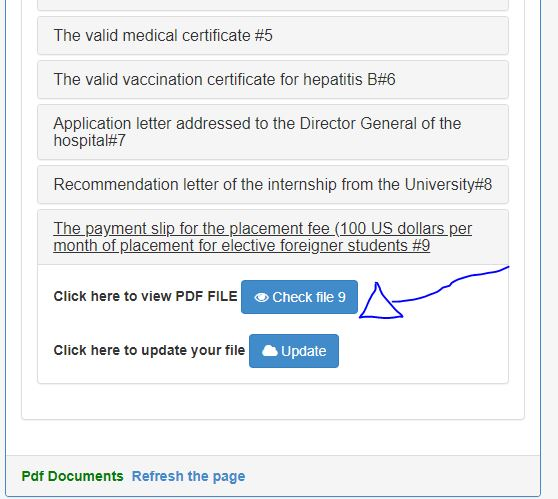 The valid medical certificate #5
The valid vaccination certificate for hepatitis B#6
Application letter addressed to the Director General of the
hospital#7
Recommendation letter of the internship from the University#8
The payment slip for the placement fee (100 US dollars per
month of placement for elective foreigner students #9
Click here to view PDF FILE Check file 9
Click here to update your file Update
Pdf Documents Refresh the page